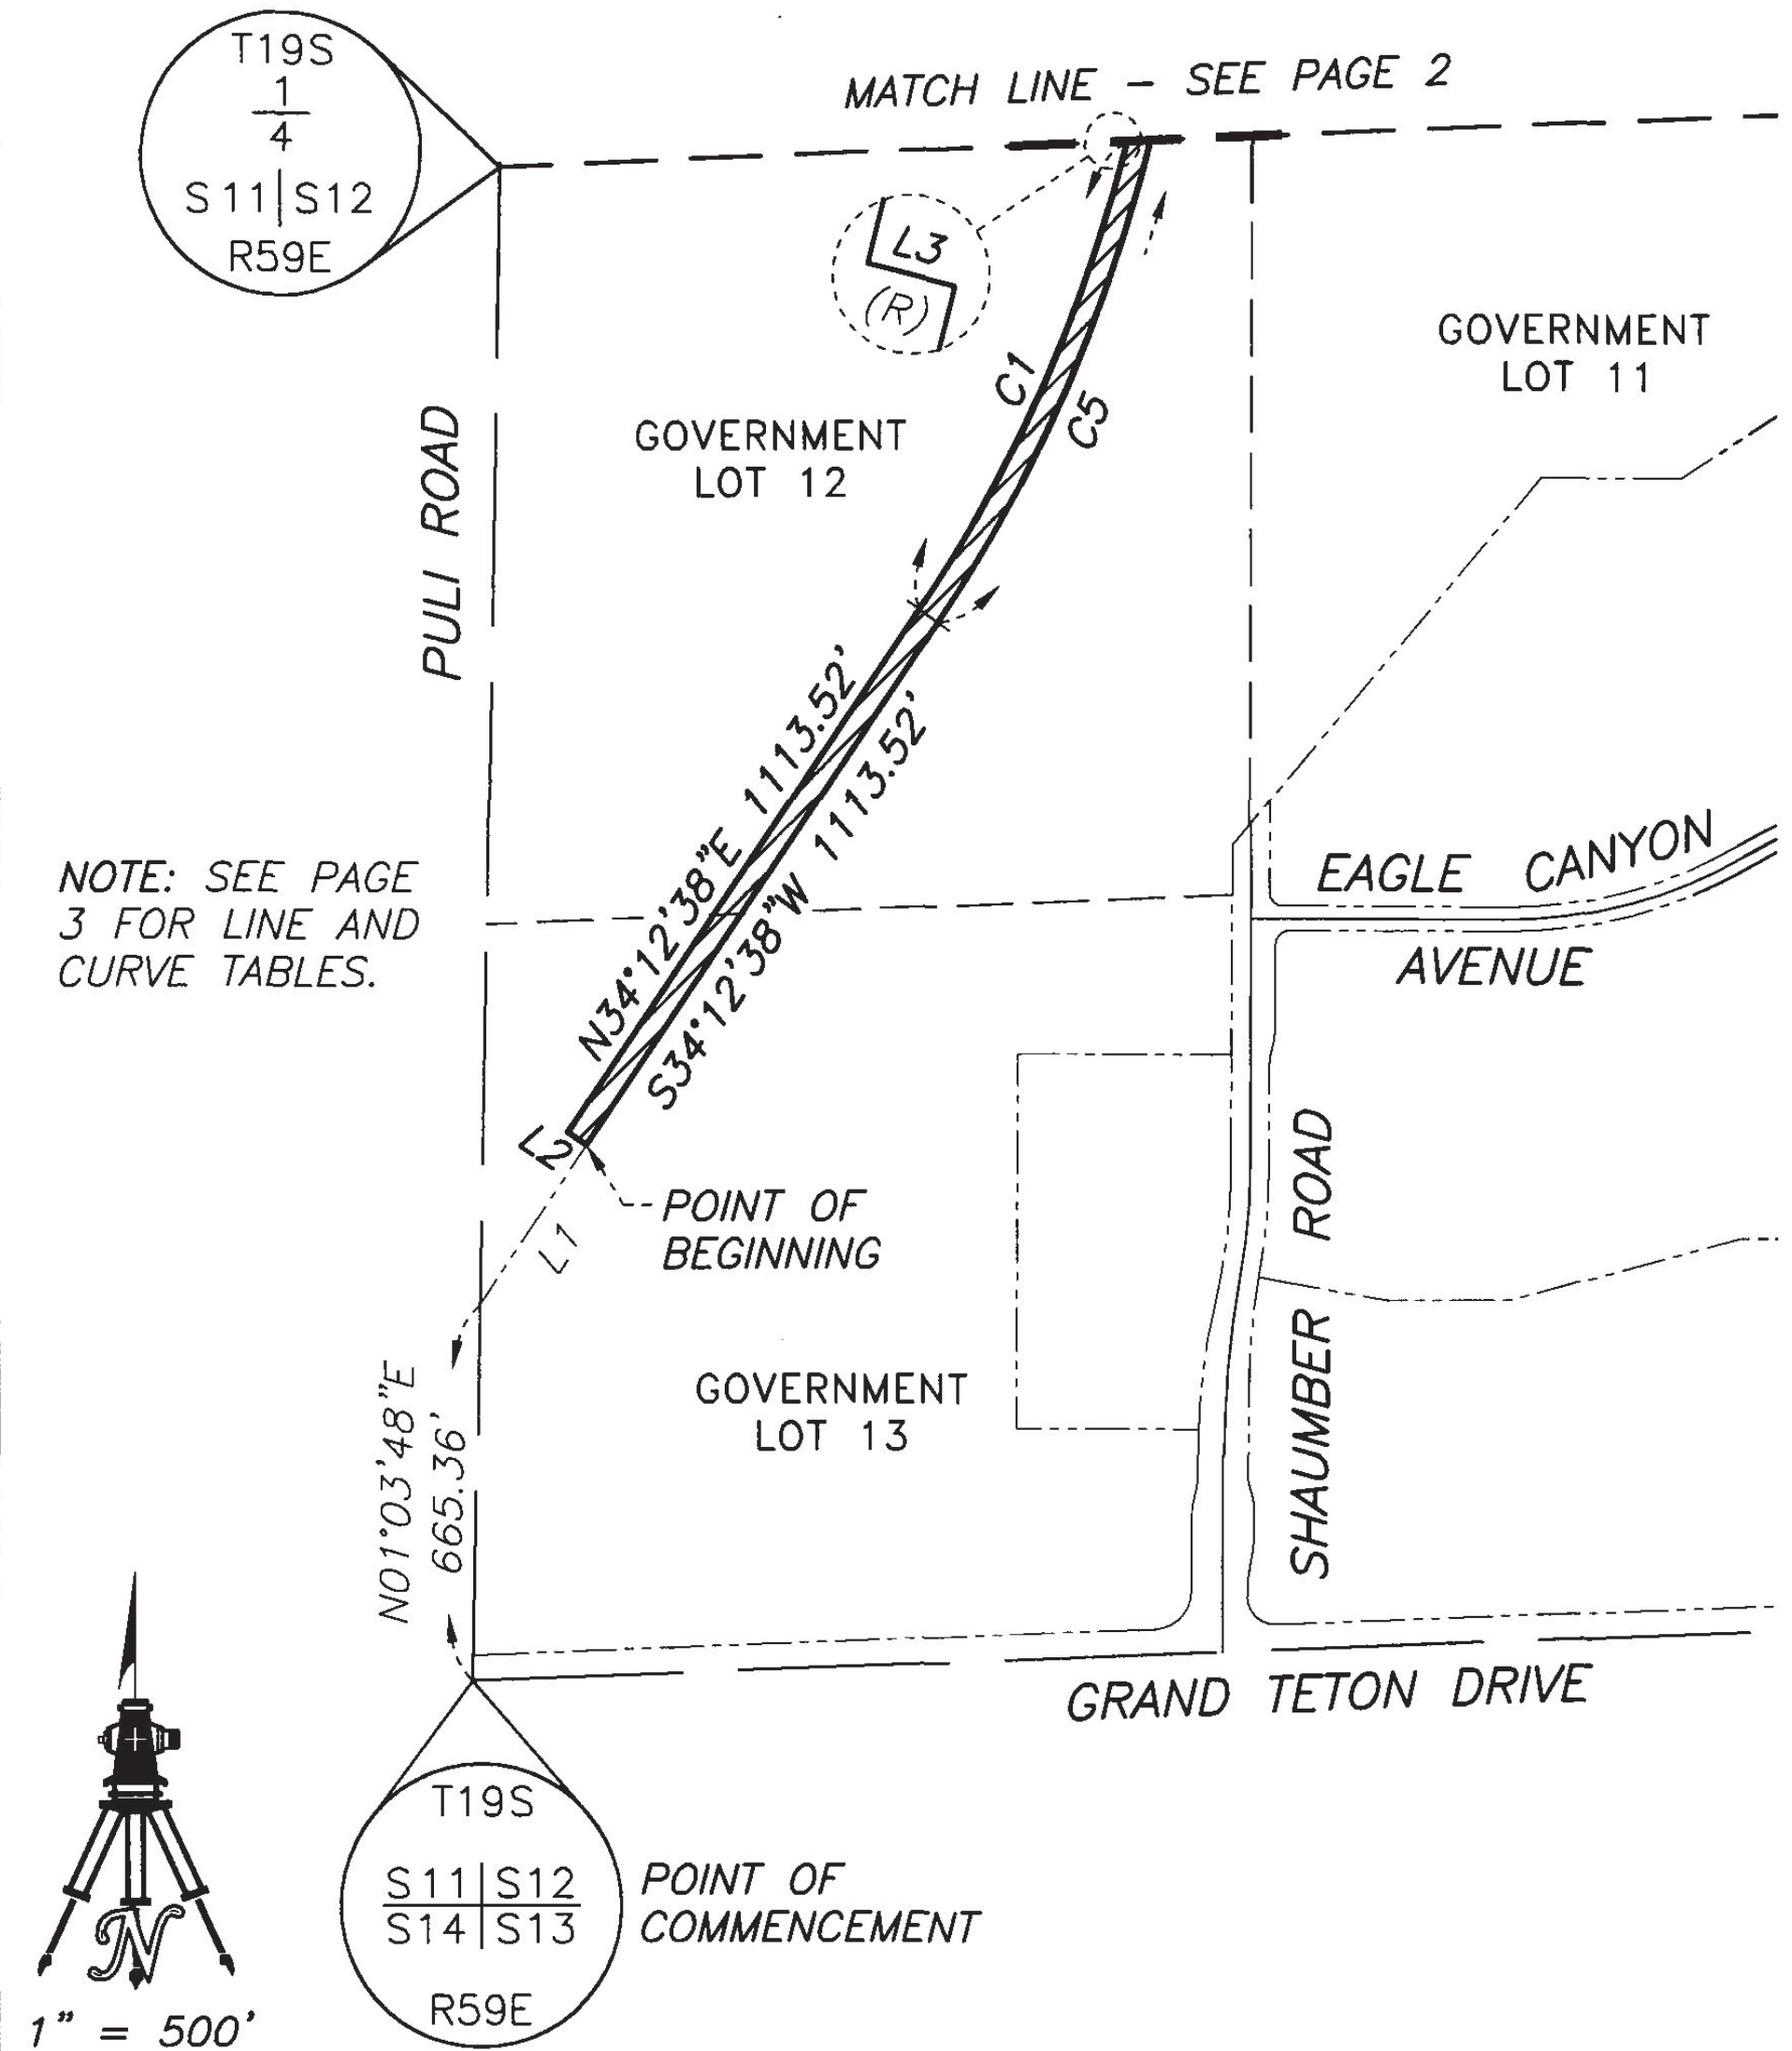 T19S
1
4
S 11 | S12
R59E
MATCH LINE - SEE PAGE 2
L3
(R)
C1
C5
GOVERNMENT
LOT 11
GOVERNMENT
LOT 12
PULI ROAD
N34°12'38"E 1113.52'
S34°12'38"W 1113.52'
NOTE: SEE PAGE
3 FOR LINE AND
CURVE TABLES.
EAGLE CANYON
AVENUE
L2
L1
POINT OF
BEGINNING
SHAUMBER ROAD
GOVERNMENT
LOT 13
N01°03'48"E
665.36'
GRAND TETON DRIVE
T19S
S 11 | S12
S14 | S13
R59E
POINT OF
COMMENCEMENT
N
1" = 500'